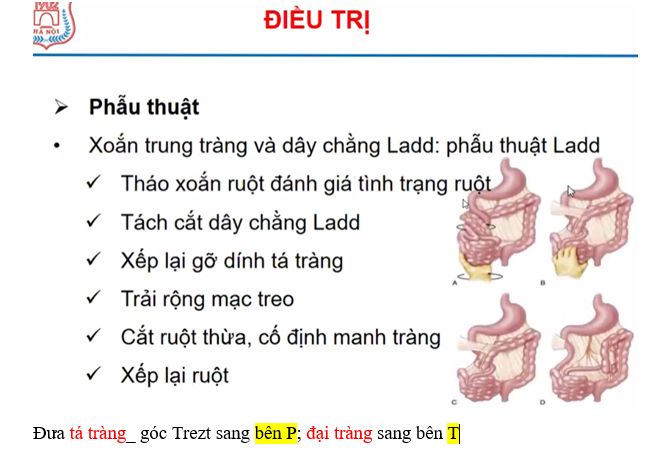 HÀ NỘI
ĐIỀU TRỊ
➢ Phẫu thuật
• Xoắn trung tràng và dây chằng Ladd: phẫu thuật Ladd
✓ Tháo xoắn ruột đánh giá tình trạng ruột
✓ Tách cắt dây chằng Ladd
✓ Xếp lại gỡ dính tá tràng
✓ Trải rộng mạc treo
✓ Cắt ruột thừa, cố định manh tràng
✓ Xếp lại ruột
A B
C D
Đưa tá tràng_ góc Trezt sang bên P; đại tràng sang bên T